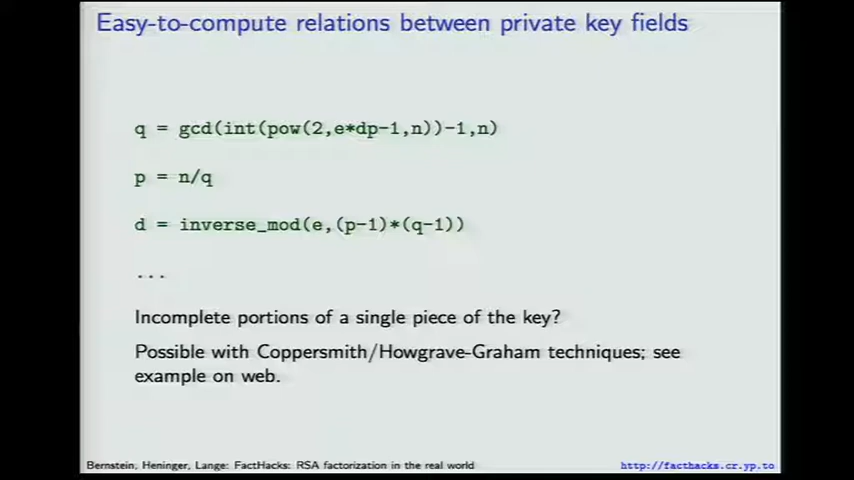 Easy-to-compute relations between private key fields
q = gcd(int(pow(2,e*dp-1,n))-1,n)
p = n/q
d = inverse_mod(e,(p-1)*(q-1))
...
Incomplete portions of a single piece of the key?
Possible with Coppersmith/Howgrave-Graham techniques; see
example on web.
Bernstein, Heninger, Lange: FactHacks: RSA factorization in the real world
http://facthacks.cr.yp.to